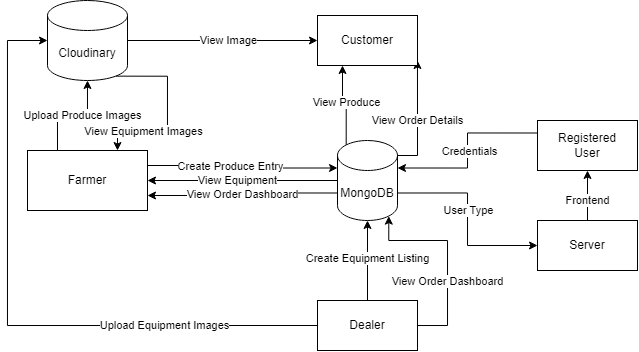 Cloudinary
View Image
Customer
Upload Produce Images
View Produce
View Order Details
View Equipment Images
Registered
User
Credentials
Farmer
Create Produce Entry
View Equipment
View Order Dashboard
MongoDB
User Type
Frontend
Server
Create Equipment Listing
View Order Dashboard
Upload Equipment Images
Dealer